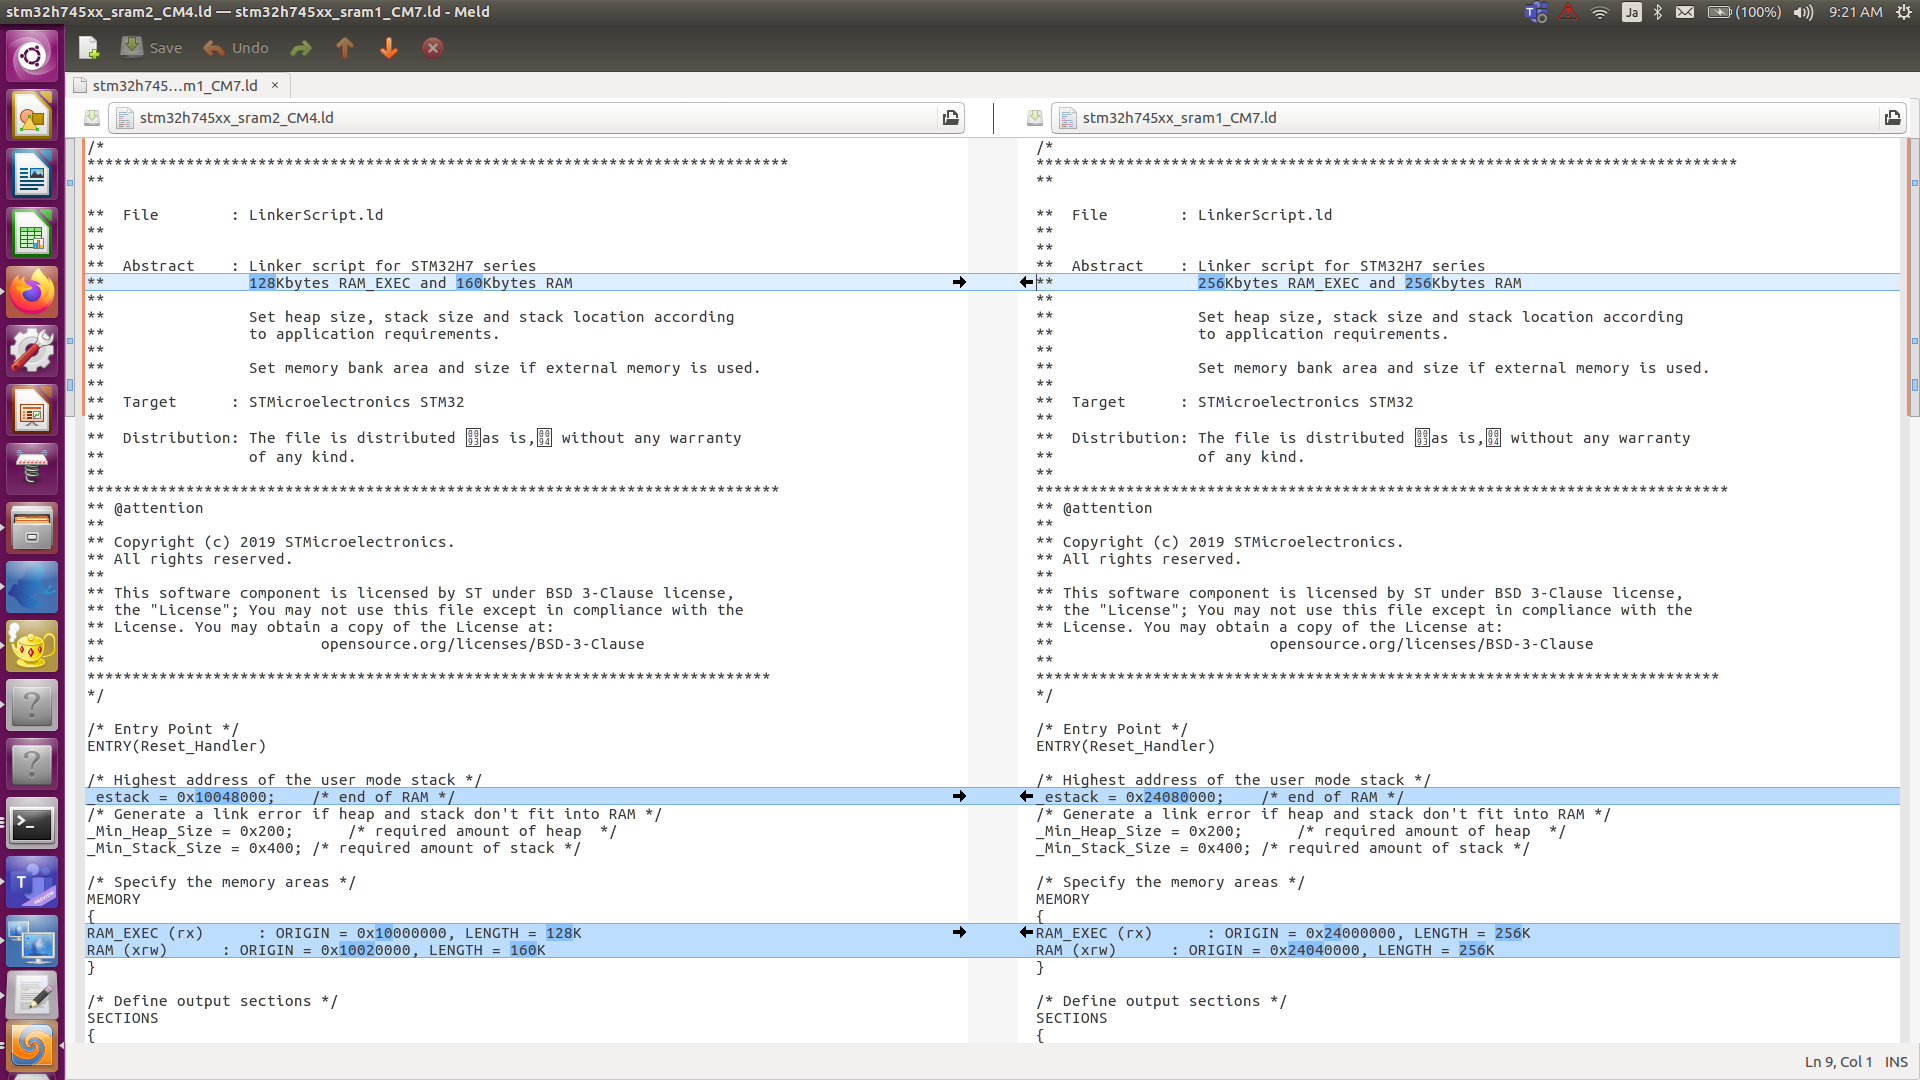 stm32h745xx_sram2_CM4.ld — stm32h745xx_sram1_CM7.ld - Meld
Ja
(100%)
9:21 AM
Save
Undo
stm32h745…m1_CM7.ld ×
stm32h745xx_sram2_CM4.ld
/*
******************************************************************************
**

**  File        : LinkerScript.ld
**
**
**  Abstract    : Linker script for STM32H7 series
**                128Kbytes RAM_EXEC and 160Kbytes RAM
**
**                Set heap size, stack size and stack location according
**                to application requirements.
**
**                Set memory bank area and size if external memory is used.
**
**  Target      : STMicroelectronics STM32
**
**  Distribution: The file is distributed as is, without any warranty
**                of any kind.
**
*****************************************************************************
** @attention
**
** Copyright (c) 2019 STMicroelectronics.
** All rights reserved.
**
** This software component is licensed by ST under BSD 3-Clause license,
** the "License"; You may not use this file except in compliance with the
** License. You may obtain a copy of the License at:
**                        opensource.org/licenses/BSD-3-Clause
**
****************************************************************************
*/

/* Entry Point */
ENTRY(Reset_Handler)

/* Highest address of the user mode stack */
_estack = 0x10048000;    /* end of RAM */
/* Generate a link error if heap and stack don't fit into RAM */
_Min_Heap_Size = 0x200;      /* required amount of heap  */
_Min_Stack_Size = 0x400; /* required amount of stack */

/* Specify the memory areas */
MEMORY
{
RAM_EXEC (rx)      : ORIGIN = 0x10000000, LENGTH = 128K
RAM (xrw)      : ORIGIN = 0x10020000, LENGTH = 160K
}

/* Define output sections */
SECTIONS
{
stm32h745xx_sram1_CM7.ld
/*
******************************************************************************
**

**  File        : LinkerScript.ld
**
**
**  Abstract    : Linker script for STM32H7 series
**                256Kbytes RAM_EXEC and 256Kbytes RAM
**
**                Set heap size, stack size and stack location according
**                to application requirements.
**
**                Set memory bank area and size if external memory is used.
**
**  Target      : STMicroelectronics STM32
**
**  Distribution: The file is distributed as is, without any warranty
**                of any kind.
**
*****************************************************************************
** @attention
**
** Copyright (c) 2019 STMicroelectronics.
** All rights reserved.
**
** This software component is licensed by ST under BSD 3-Clause license,
** the "License"; You may not use this file except in compliance with the
** License. You may obtain a copy of the License at:
**                        opensource.org/licenses/BSD-3-Clause
**
****************************************************************************
*/

/* Entry Point */
ENTRY(Reset_Handler)

/* Highest address of the user mode stack */
_estack = 0x24080000;    /* end of RAM */
/* Generate a link error if heap and stack don't fit into RAM */
_Min_Heap_Size = 0x200;      /* required amount of heap  */
_Min_Stack_Size = 0x400; /* required amount of stack */

/* Specify the memory areas */
MEMORY
{
RAM_EXEC (rx)      : ORIGIN = 0x24000000, LENGTH = 256K
RAM (xrw)      : ORIGIN = 0x24040000, LENGTH = 256K
}

/* Define output sections */
SECTIONS
{
Ln 9, Col 1 INS